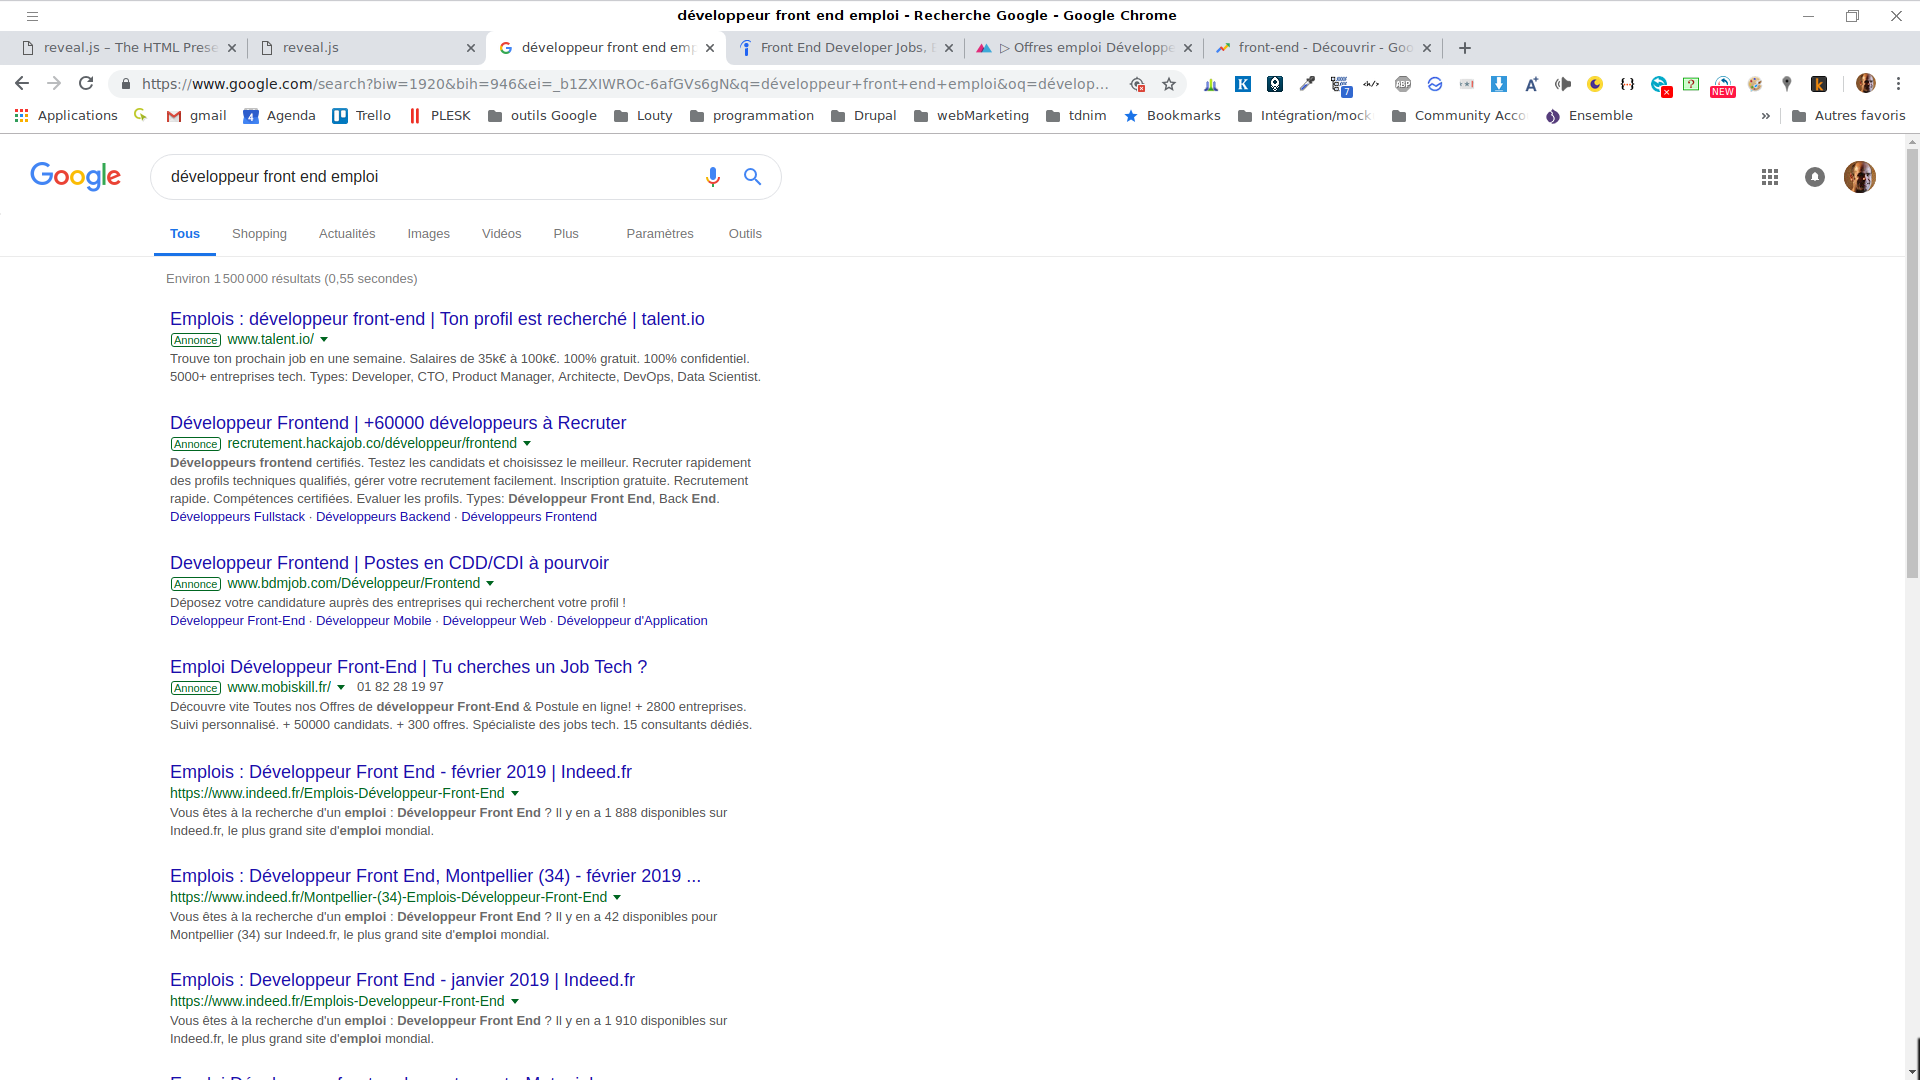 développeur front end emploi - Recherche Google - Google Chrome
reveal.js – The HTML Prese
reveal.js
développeur front end emp
Front End Developer Jobs,
▷ Offres emploi Développe
front-end - Découvrir - Goo
https://www.google.com/search?biw=1920&bih=946&ei=_b1ZXIWROc-6afGVs6gN&q=développeur+front+end+emploi&oq=dévelop...
K
7
ABP
NEW
k
Applications
gmail
4
Agenda
Trello
PLESK
outils Google
Louty
programmation
Drupal
webMarketing
tdnim
Bookmarks
Intégration/mock
Community Acco
Ensemble
»
Autres favoris
Google
développeur front end emploi
Tous
Shopping
Actualités
Images
Vidéos
Plus
Paramètres
Outils
Environ 1 500 000 résultats (0,55 secondes)
Emplois : développeur front-end | Ton profil est recherché | talent.io
Annonce www.talent.io/
Trouve ton prochain job en une semaine. Salaires de 35k€ à 100k€. 100% gratuit. 100% confidentiel.
5000+ entreprises tech. Types: Developer, CTO, Product Manager, Architecte, DevOps, Data Scientist.
Développeur Frontend | +60000 développeurs à Recruter
Annonce recrutement.hackajob.co/développeur/frontend
Développeurs frontend certifiés. Testez les candidats et choisissez le meilleur. Recruter rapidement
des profils techniques qualifiés, gérer votre recrutement facilement. Inscription gratuite. Recrutement
rapide. Compétences certifiées. Evaluer les profils. Types: Développeur Front End, Back End.
Développeurs Fullstack · Développeurs Backend · Développeurs Frontend
Developpeur Frontend | Postes en CDD/CDI à pourvoir
Annonce www.bdmjob.com/Développeur/Frontend
Déposez votre candidature auprès des entreprises qui recherchent votre profil !
Développeur Front-End · Développeur Mobile · Développeur Web · Développeur d'Application
Emploi Développeur Front-End | Tu cherches un Job Tech ?
Annonce www.mobiskill.fr/ 01 82 28 19 97
Découvre vite Toutes nos Offres de développeur Front-End & Postule en ligne! + 2800 entreprises.
Suivi personnalisé. + 50000 candidats. + 300 offres. Spécialiste des jobs tech. 15 consultants dédiés.
Emplois : Développeur Front End - février 2019 | Indeed.fr
https://www.indeed.fr/Emplois-Développeur-Front-End
Vous êtes à la recherche d'un emploi : Développeur Front End ? Il y en a 1 888 disponibles sur
Indeed.fr, le plus grand site d'emploi mondial.
Emplois : Développeur Front End, Montpellier (34) - février 2019 ...
https://www.indeed.fr/Montpellier-(34)-Emplois-Développeur-Front-End
Vous êtes à la recherche d'un emploi : Développeur Front End ? Il y en a 42 disponibles pour
Montpellier (34) sur Indeed.fr, le plus grand site d'emploi mondial.
Emplois : Developpeur Front End - janvier 2019 | Indeed.fr
https://www.indeed.fr/Emplois-Developpeur-Front-End
Vous êtes à la recherche d'un emploi : Developpeur Front End ? Il y en a 1 910 disponibles sur
Indeed.fr, le plus grand site d'emploi mondial.